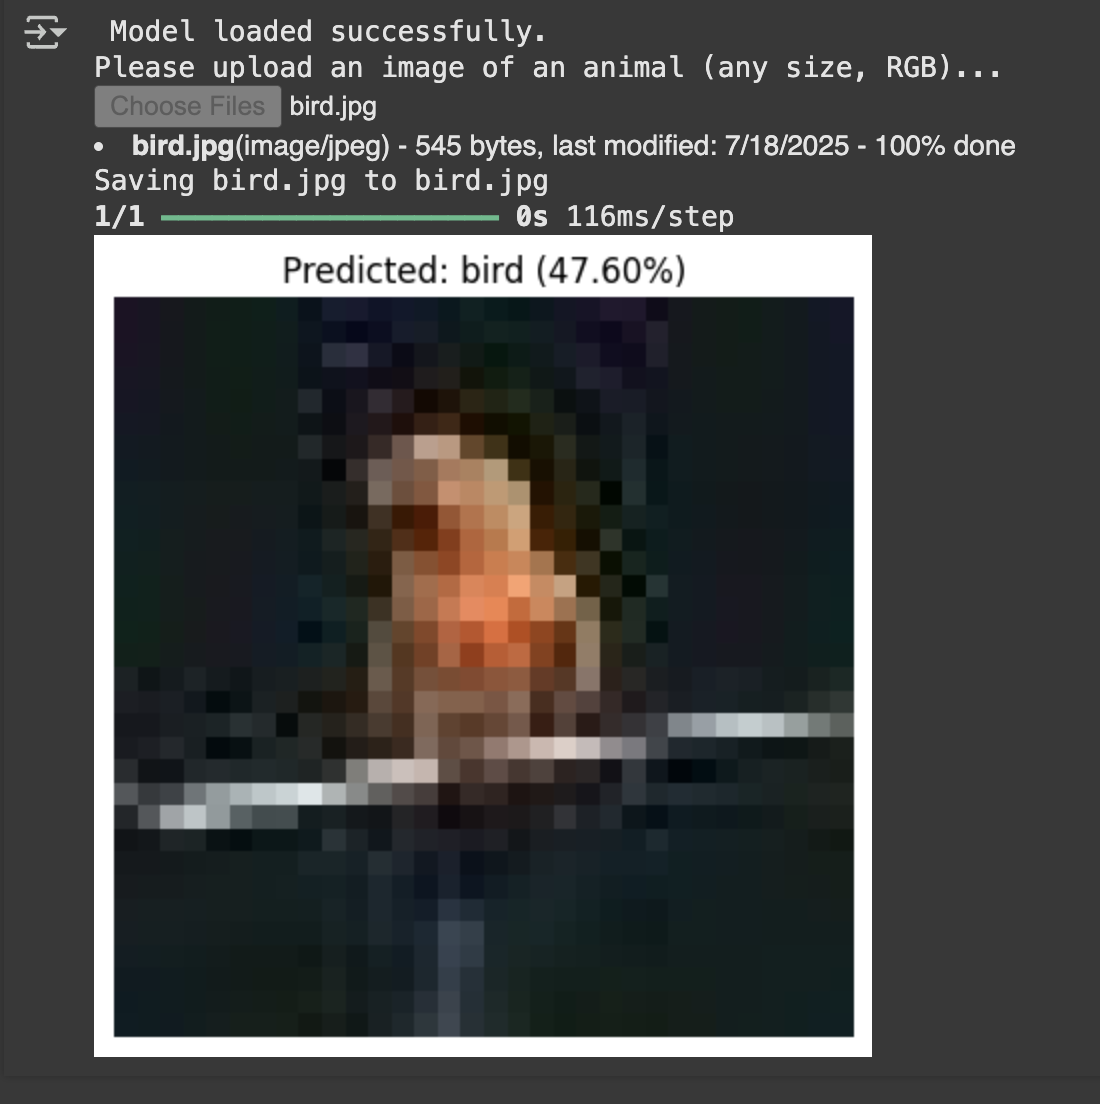 Model loaded successfully.
Please upload an image of an animal (any size, RGB)...
Choose Files bird.jpg
• bird.jpg(image/jpeg) - 545 bytes, last modified: 7/18/2025 - 100% done
Saving bird.jpg to bird.jpg
1/1 0s 116ms/step
Predicted: bird (47.60%)